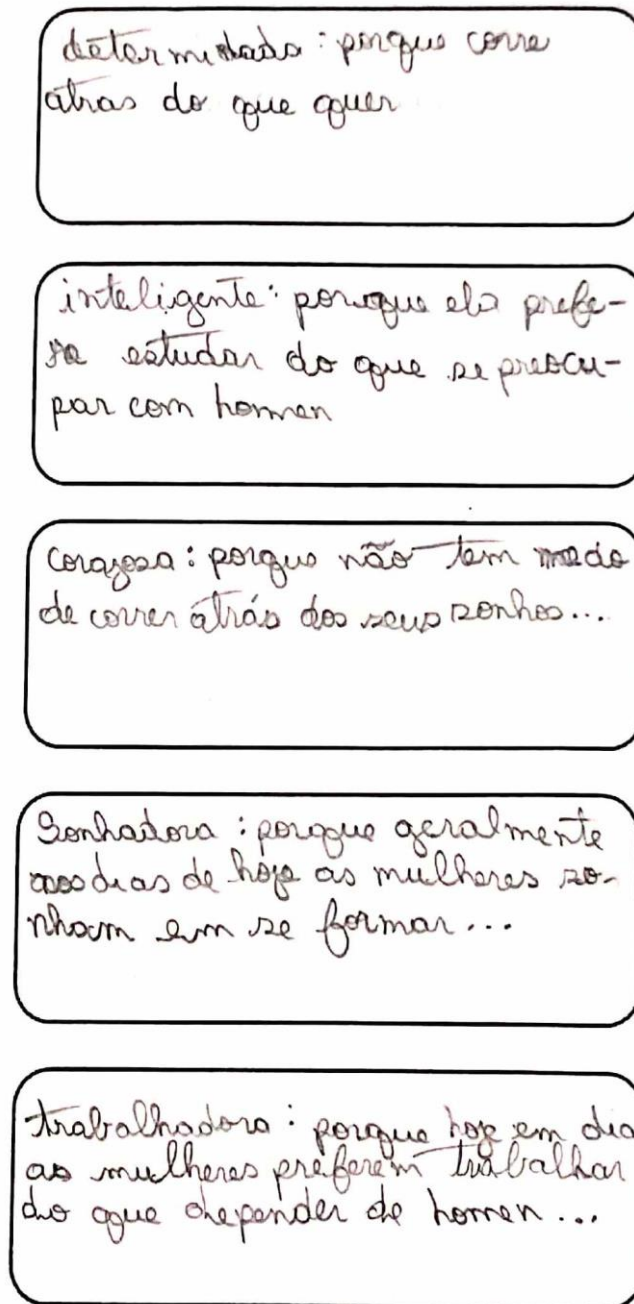 determinada: porque corre
atras do que quer
inteligente: porque ela prefe-
re estudar do que se preocu-
par com homen
corajosa: porque não tem medo
de correr atrás dos seus sonhos...
Sonhadora: porque geralmente
nos dias de hoje as mulheres so-
nham em se formar...
trabalhadora: porque hoje em dia
as mulheres preferem trabalhar
do que depender de homen...